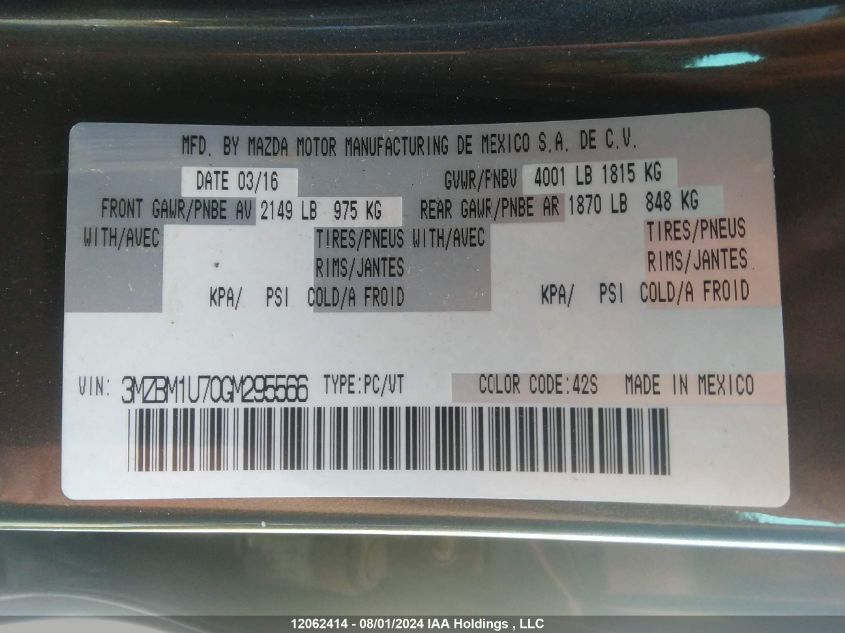 MFD. BY MAZDA MOTOR MANUFACTURING DE MEXICO S.A. DE C.V.
DATE 03/16 GVWR/PNBV 4001 LB 1815 KG
FRONT GAWR/PNBE AV 2149 LB 975 KG REAR GAWR/PNBE AR 1870 LB 848 KG
WITH/AVEC TIRES/PNEUS WITH/AVEC TIRES/PNEUS
RIMS/JANTES RIMS/JANTES
KPA/ PSI COLD/A FROID KPA/ PSI COLD/A FROID
VIN: 3MZBM1U70GM295566 TYPE:PC/VT COLOR CODE:42S MADE IN MEXICO
12062414 - 08/01/2024 IAA Holdings , LLC